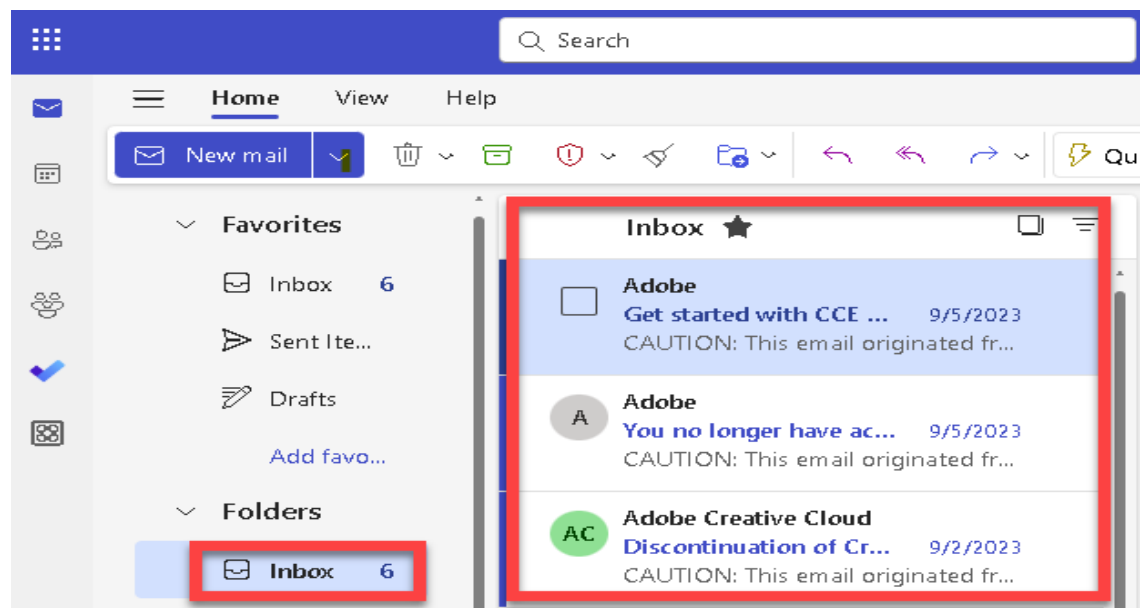 Search
Home View Help
New mail Qu
Favorites
Inbox 6
Sent Ite...
Drafts
Add favo...
Folders
Inbox 6
Inbox
Adobe
Get started with CCE ... 9/5/2023
CAUTION: This email originated fr...
A
Adobe
You no longer have ac... 9/5/2023
CAUTION: This email originated fr...
AC
Adobe Creative Cloud
Discontinuation of Cr... 9/2/2023
CAUTION: This email originated fr...